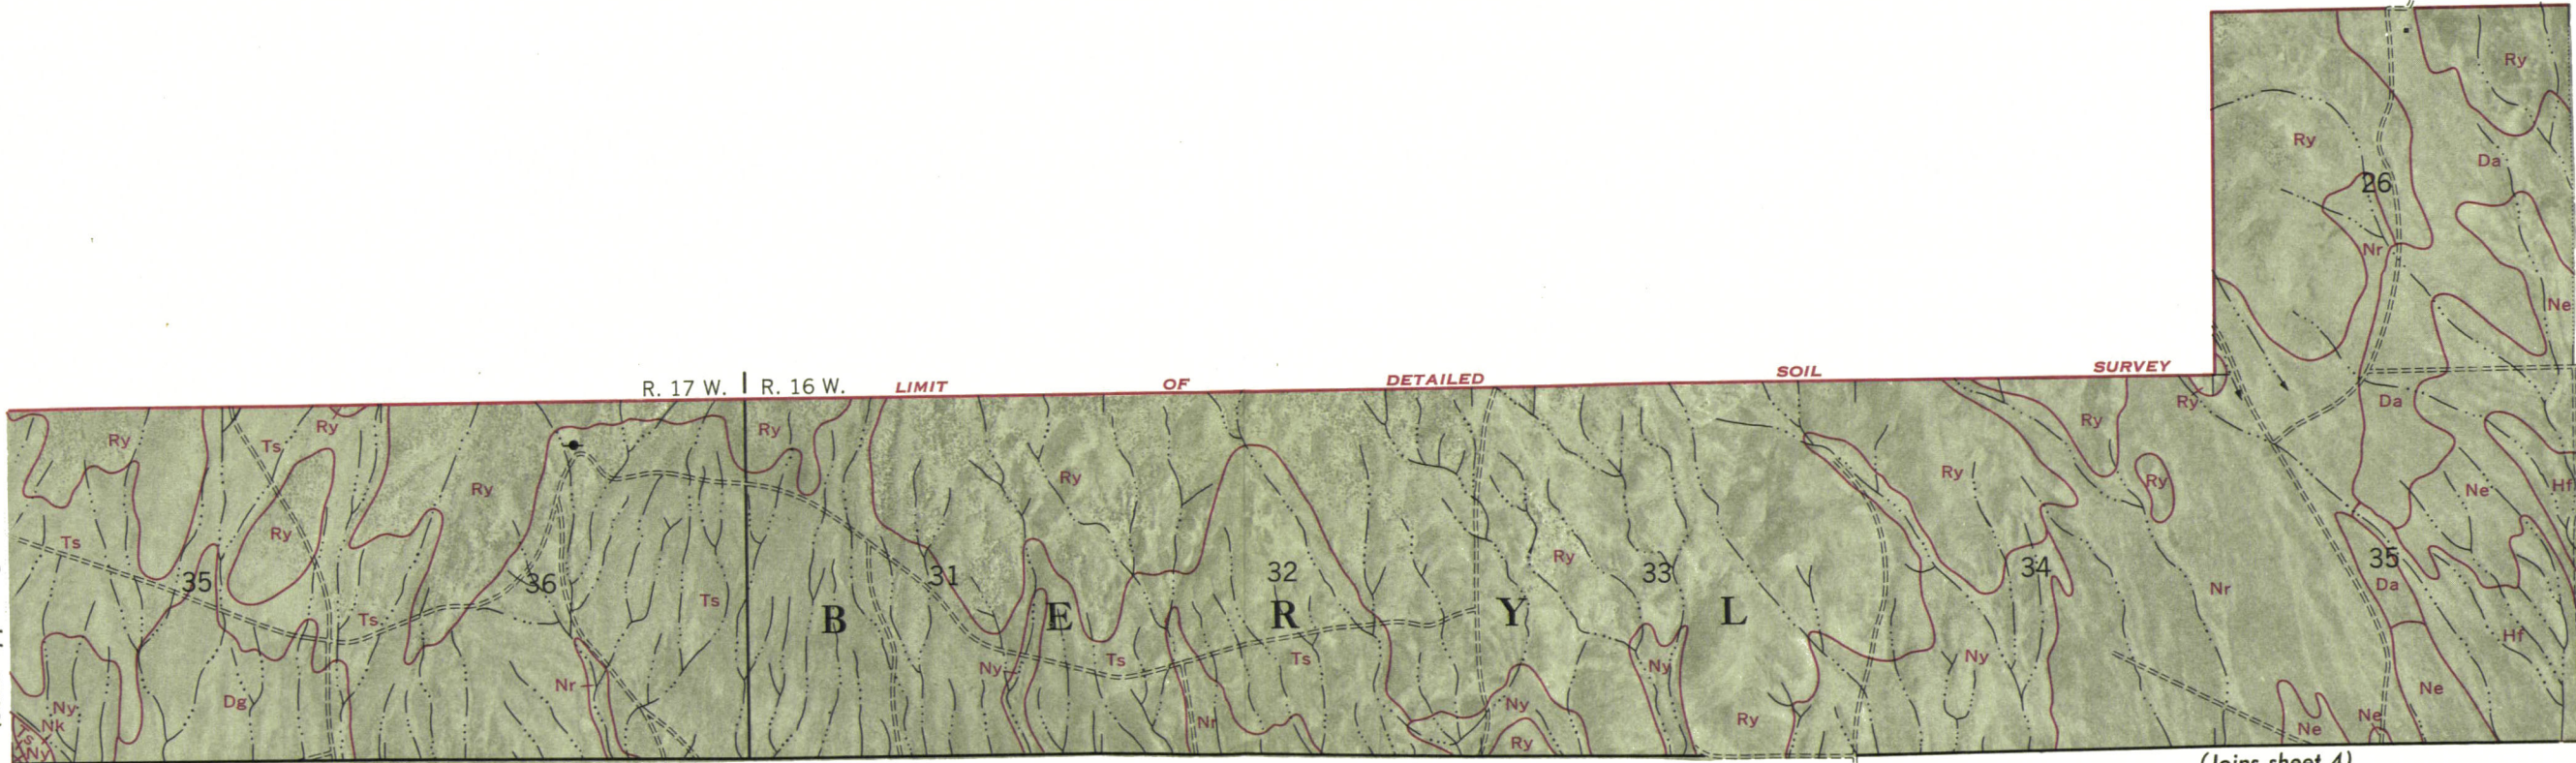 Ry
26
Ry
Da
Nr
Ne
R. 17 W. R. 16 W. LIMIT OF DETAILED SOIL SURVEY
Ry Ts Ry Ry Ry Ry Da
Ry Ry Ry Ry Ne Hf
Ts Ry Ry
35 36 31 32 33 34 35
Ts Ts Nr Da
B E R Y L
Ny Ts Ts Ny Ny Hf
Nr Dg Ne
Ny Nk Nr Ny Ry Ne Ne
Ts Ny Ry
(Joins sheet 4)